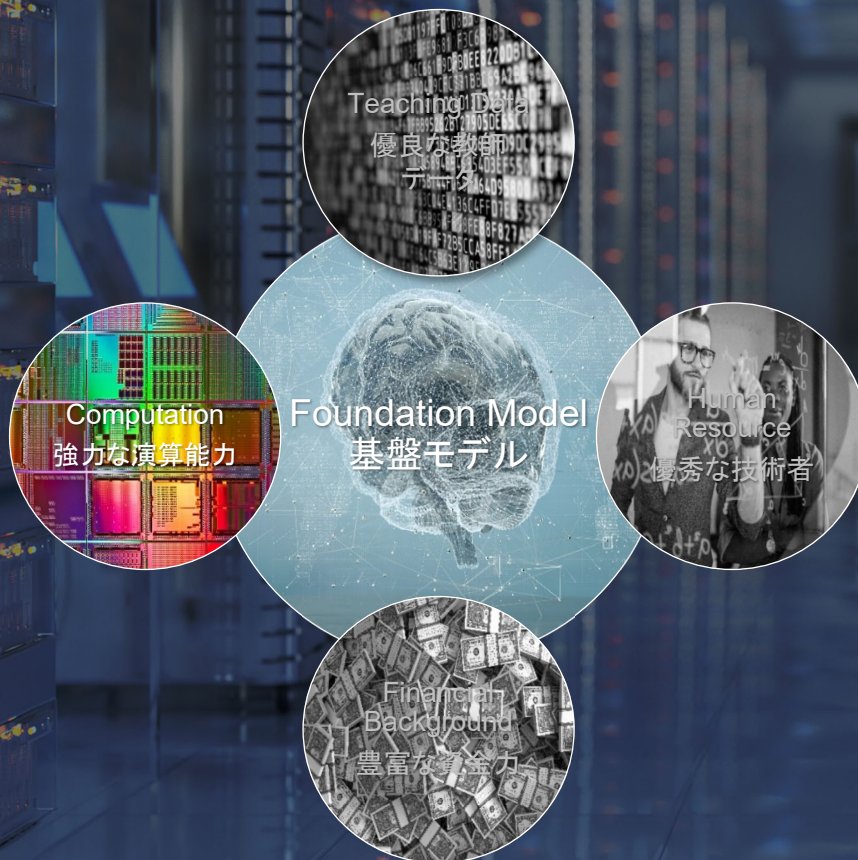 Teaching Data
優良な教師
データ
Computation
強力な演算能力
Foundation Model
基盤モデル
Human
Resource
優秀な技術者
Financial
Background
豊富な資金力